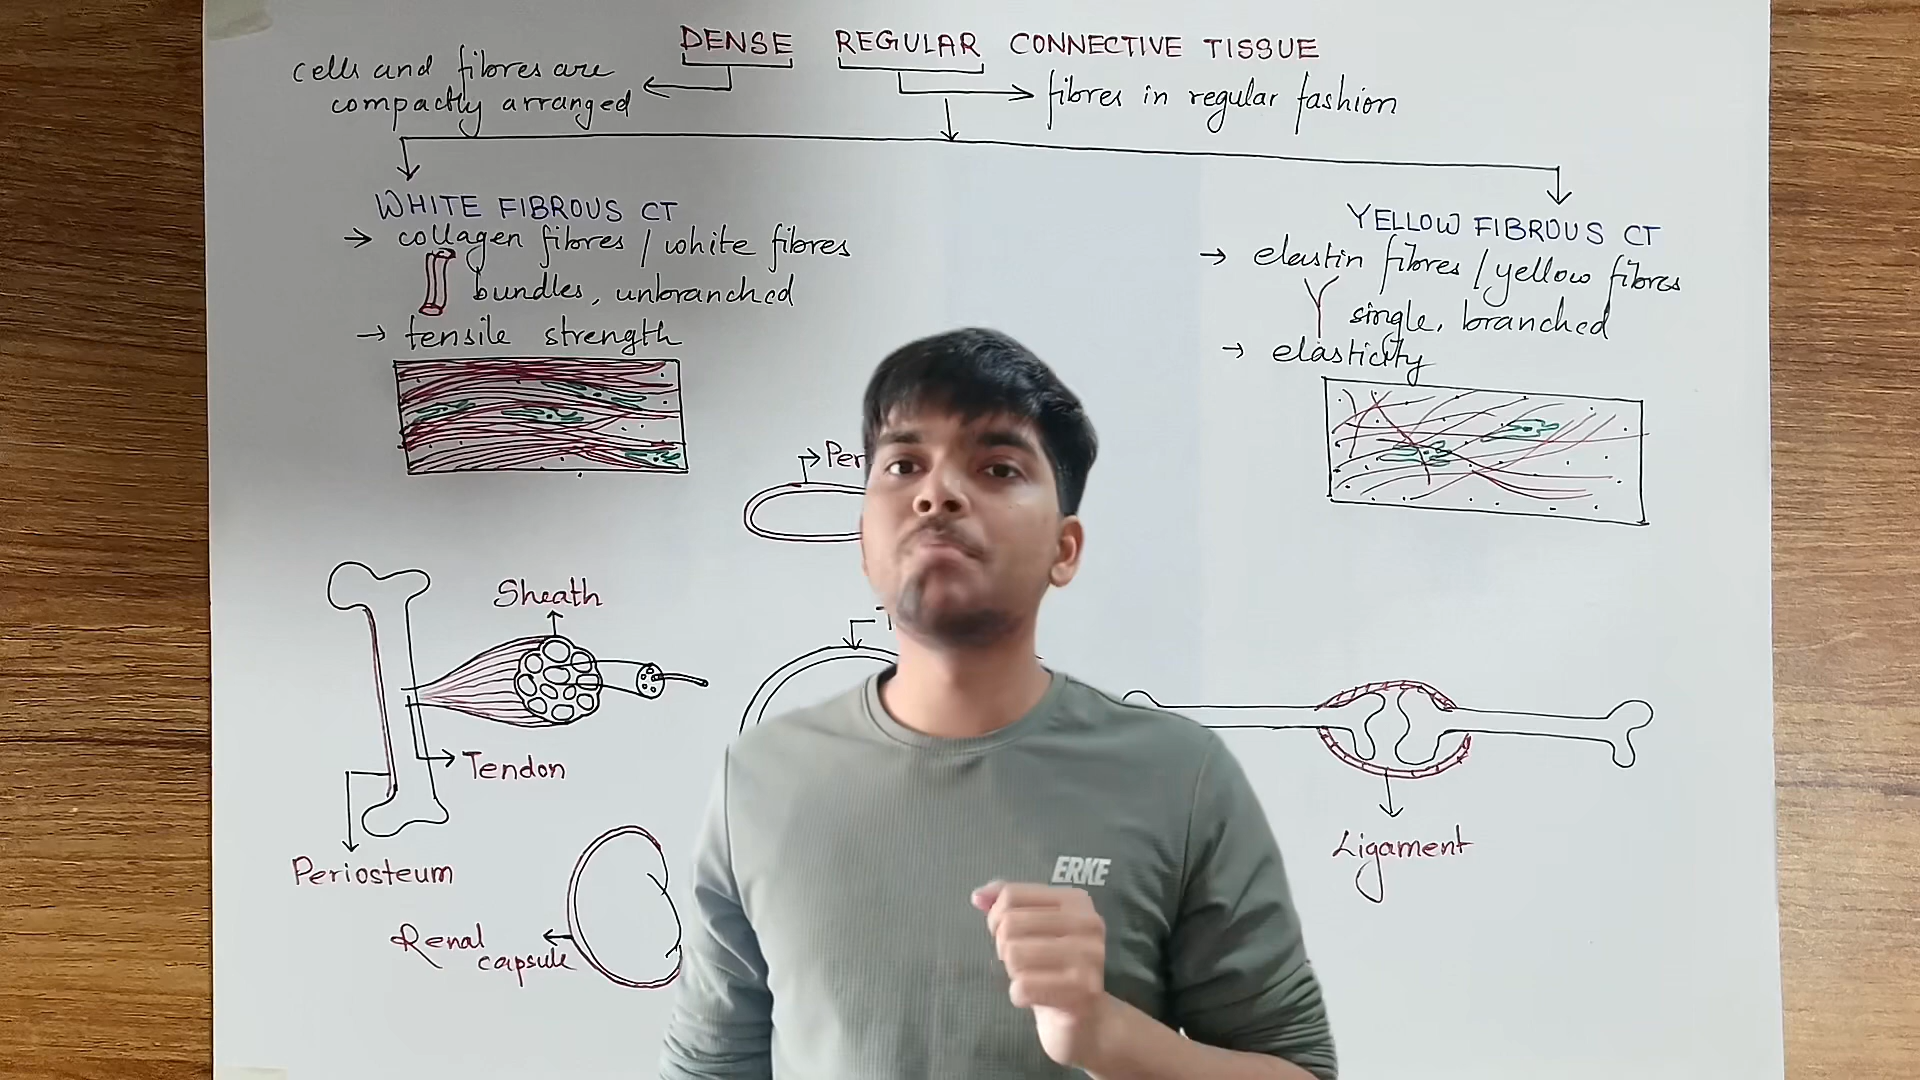 DENSE REGULAR CONNECTIVE TISSUE
cells and fibres are
compactly arranged
fibres in regular fashion
WHITE FIBROUS CT
→ collagen fibres / white fibres
bundles, unbranched
→ tensile strength
YELLOW FIBROUS CT
→ elastin fibres / yellow fibres
single, branched
→ elasticity
Sheath
Tendon
Periosteum
Renal
capsule
Ligament
ERKE